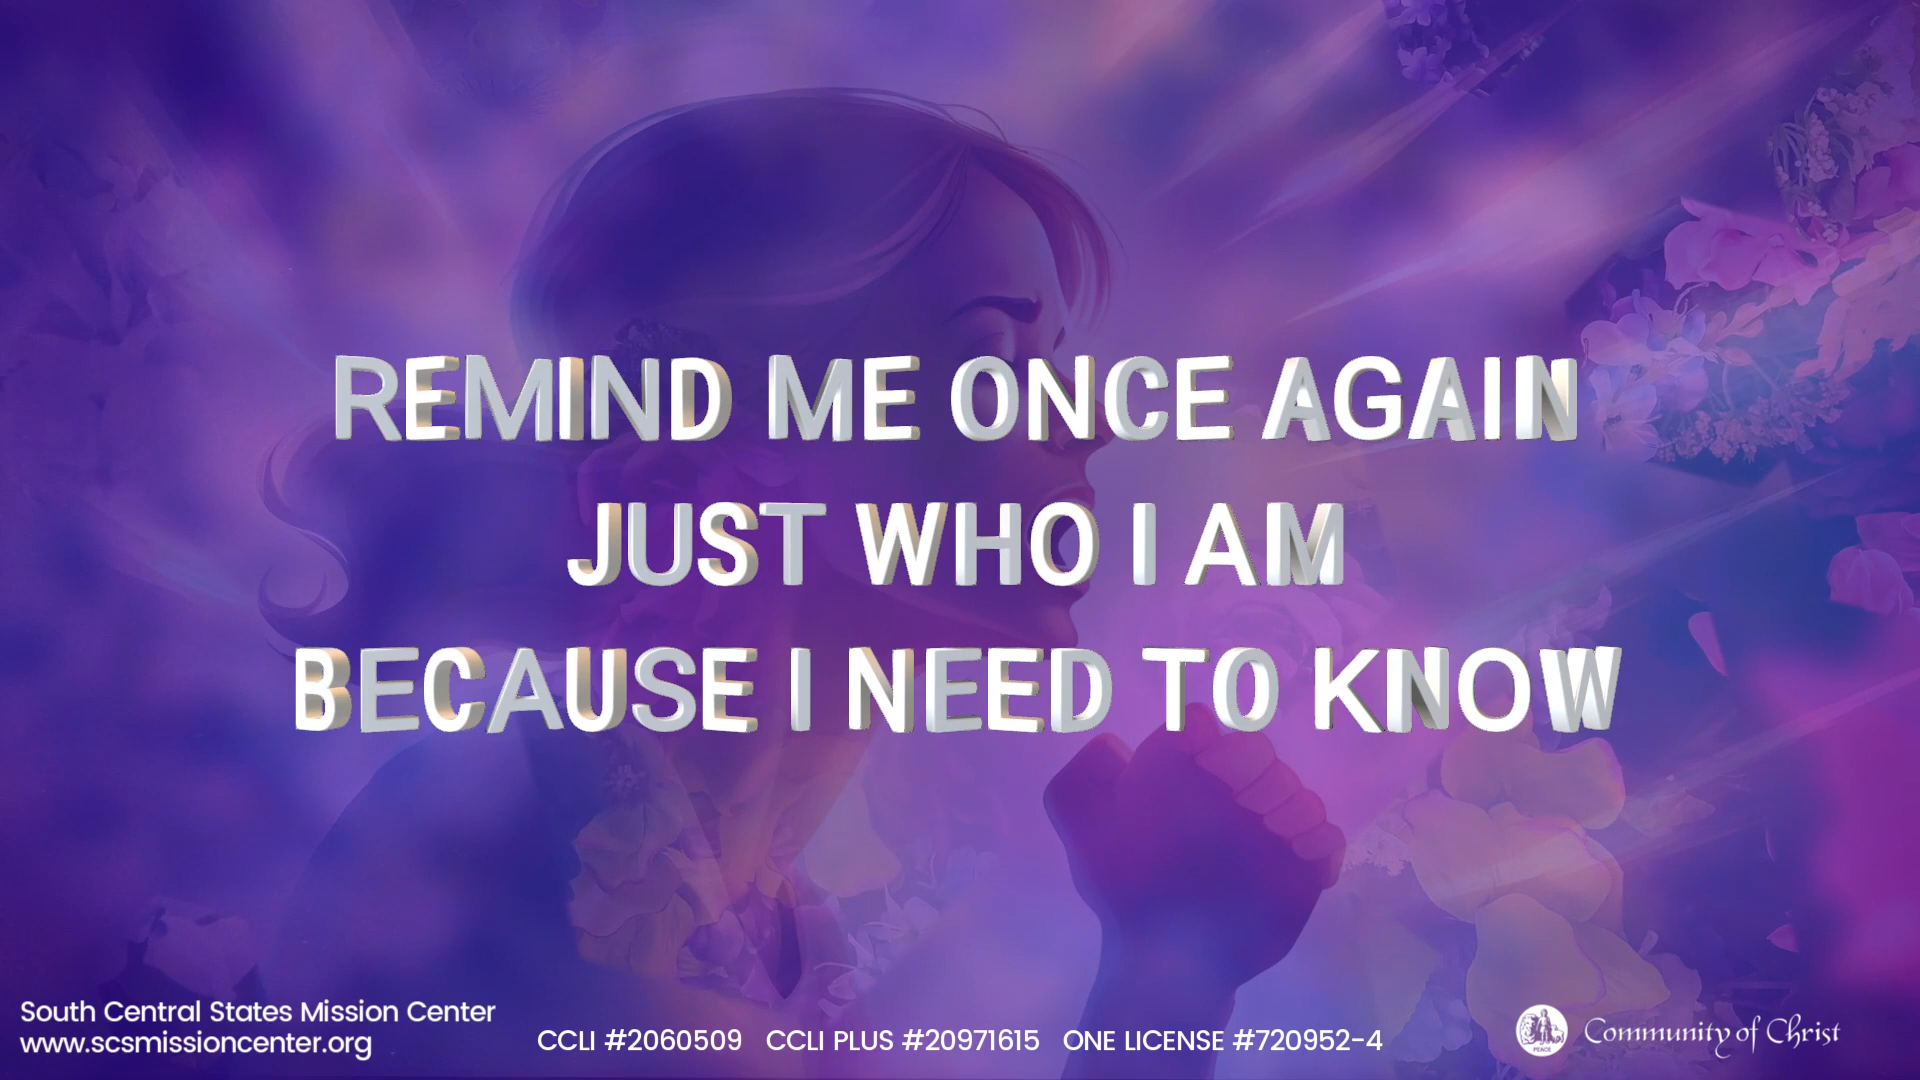 REMIND ME ONCE AGAIN
JUST WHO I AM
BECAUSE I NEED TO KNOW
South Central States Mission Center
www.scsmissioncenter.org
CCLI #2060509 CCLI PLUS #20971615 ONE LICENSE #720952-4
PEACE
Community of Christ